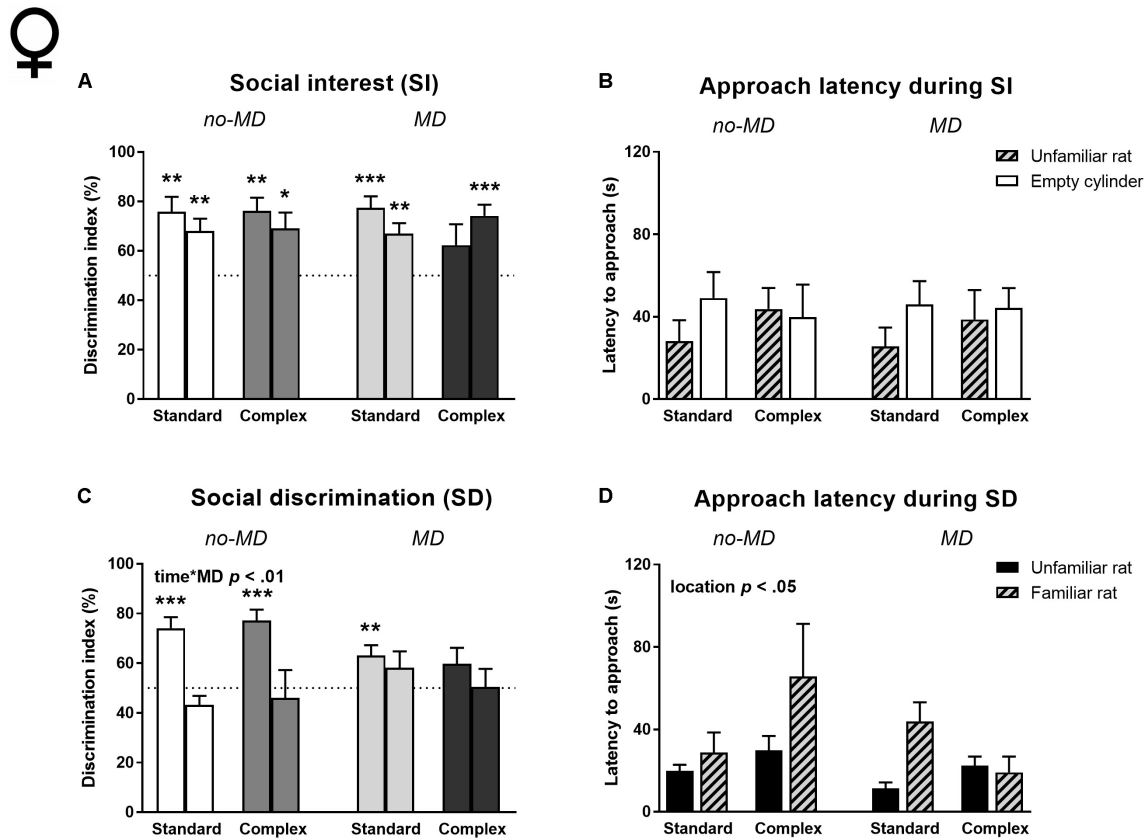 A
Social interest (SI)
no-MD
MD
Discrimination index (%)
100
80
60
40
20
0
**
**
**
*
***
**
***
Standard
Complex
Standard
Complex
B
Approach latency during SI
no-MD
MD
Unfamiliar rat
Empty cylinder
Latency to approach (s)
120
80
40
0
Standard
Complex
Standard
Complex
C
Social discrimination (SD)
no-MD
MD
time*MD p < .01
Discrimination index (%)
100
80
60
40
20
0
***
***
**
Standard
Complex
Standard
Complex
D
Approach latency during SD
no-MD
MD
Unfamiliar rat
Familiar rat
location p < .05
Latency to approach (s)
120
80
40
0
Standard
Complex
Standard
Complex